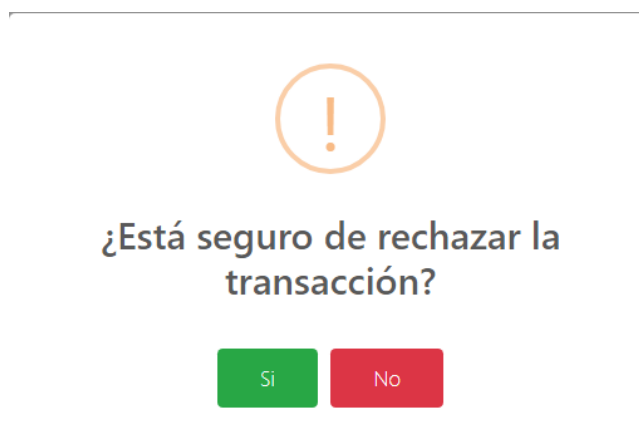 !
¿Está seguro de rechazar la
transacción?
Si
No